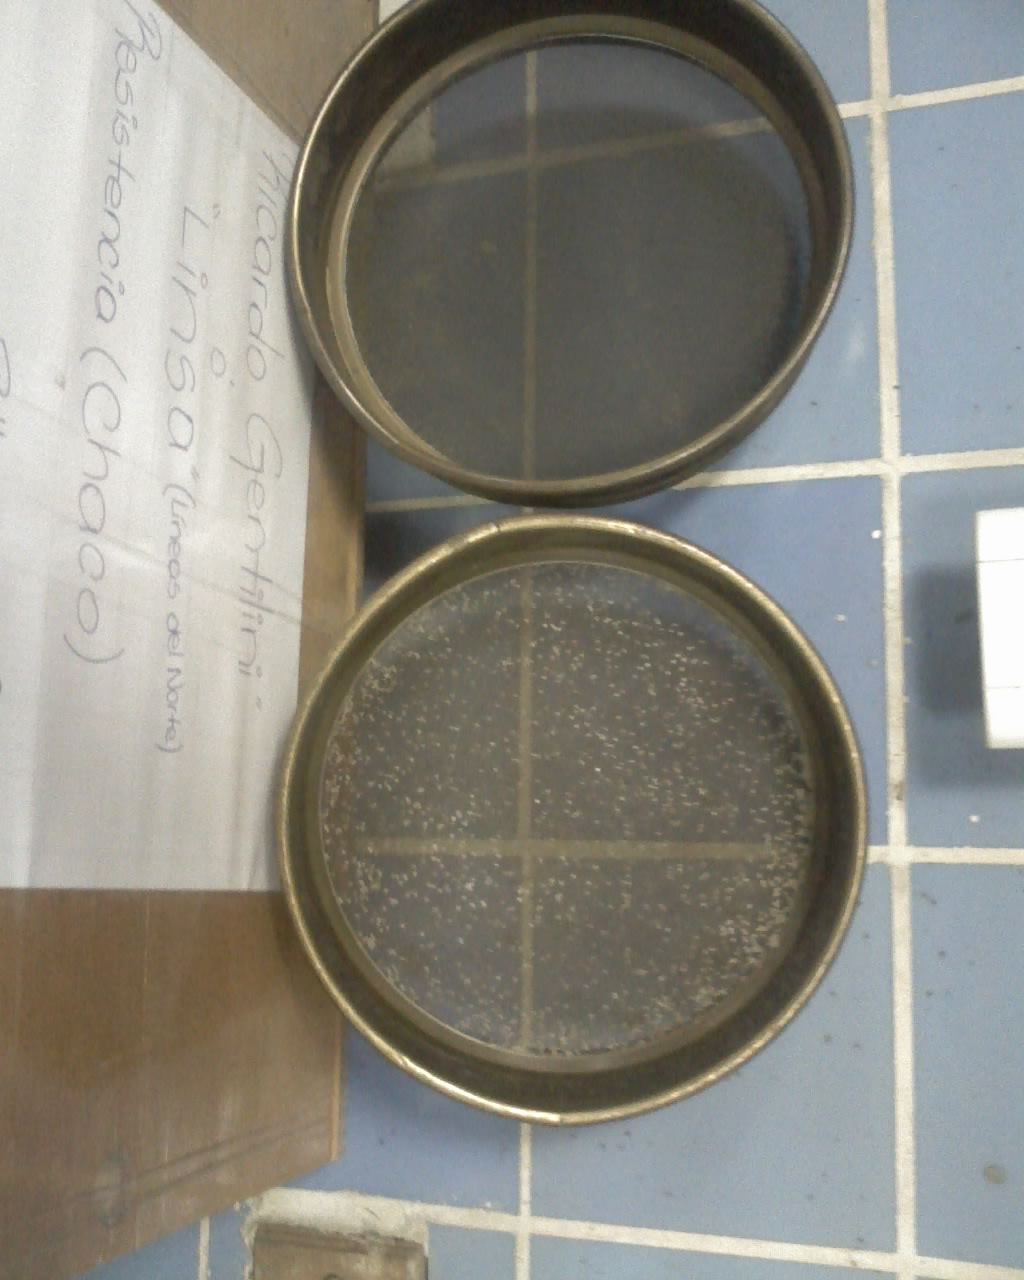 "Ricardo Gentilini"
o.
"Linsa" (Líneas del Norte)
Resistencia (Chaco)